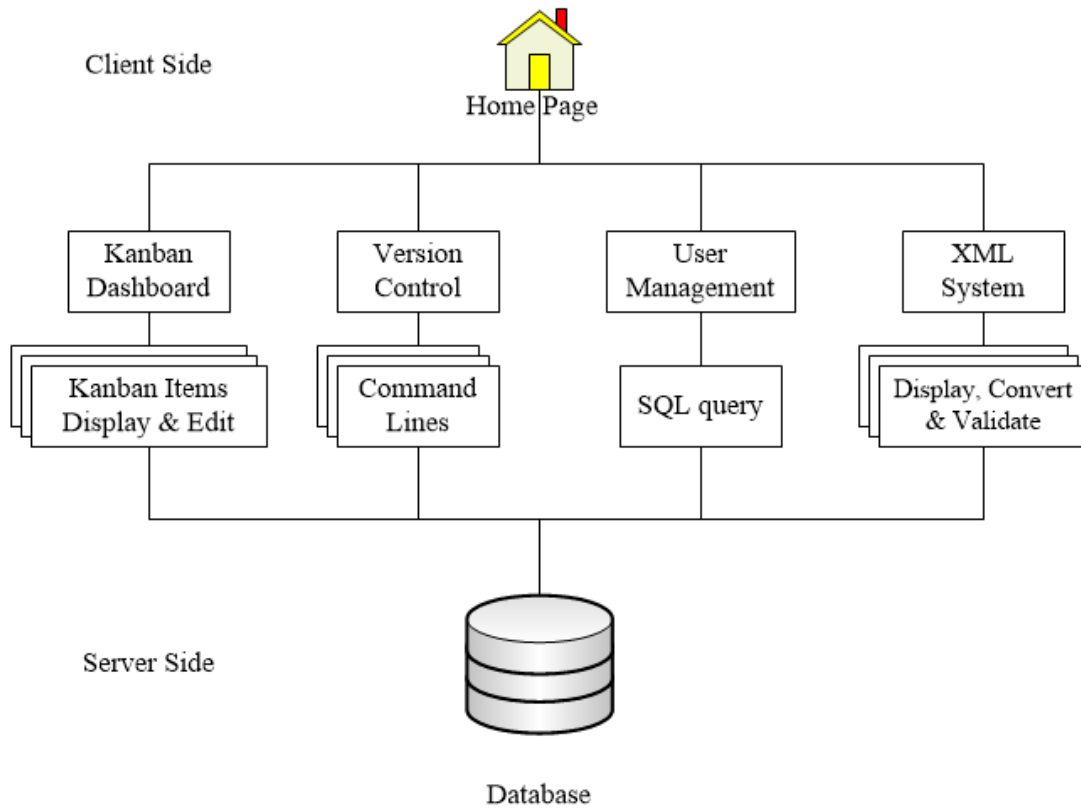 Client Side
Home Page
Kanban
Dashboard
Version
Control
User
Management
XML
System
Kanban Items
Display & Edit
Command
Lines
SQL query
Display, Convert
& Validate
Server Side
Database